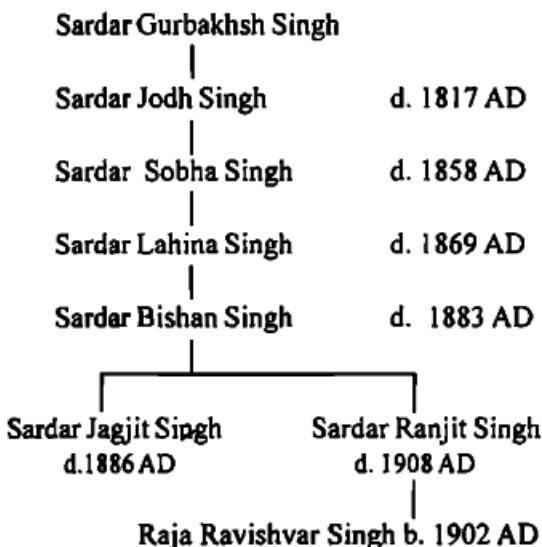 Sardar Gurbakhsh Singh
Sardar Jodh Singh d. 1817 AD
Sardar Sobha Singh d. 1858 AD
Sardar Lahina Singh d. 1869 AD
Sardar Bishan Singh d. 1883 AD
Sardar Jagjit Singh Sardar Ranjit Singh
d.1886 AD d. 1908 AD
Raja Ravishvar Singh b. 1902 AD